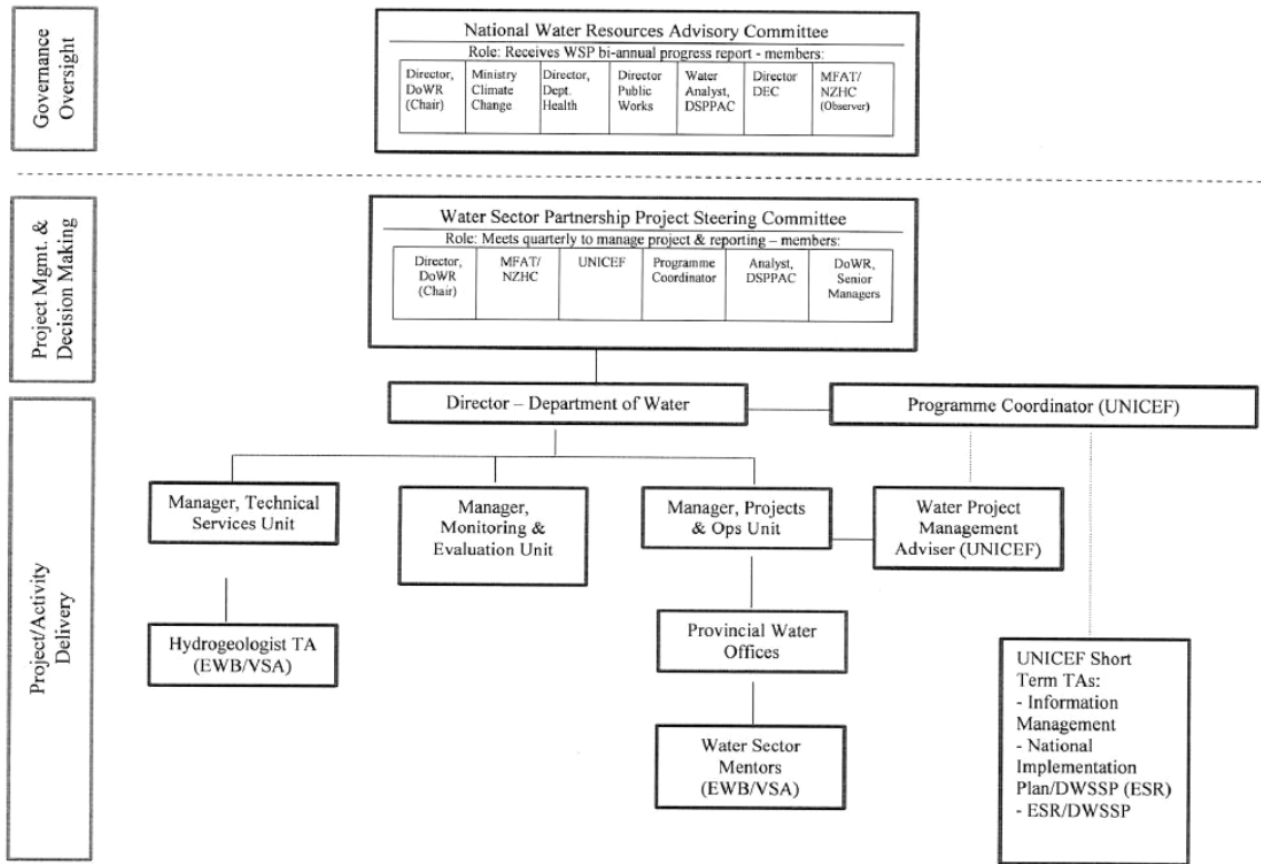 Governance
Oversight
National Water Resources Advisory Committee
Role: Receives WSP bi-annual progress report - members:
Director,
DoWR
(Chair)
Ministry
Climate
Change
Director,
Dept.
Health
Director
Public
Works
Water
Analyst,
DSPPAC
Director
DEC
MFAT/
NZHC
(Observer)
Project Mgmt. &
Decision Making
Water Sector Partnership Project Steering Committee
Role: Meets quarterly to manage project & reporting – members:
Director,
DoWR
(Chair)
MFAT/
NZHC
UNICEF
Programme
Coordinator
Analyst,
DSPPAC
DoWR,
Senior
Managers
Project/Activity
Delivery
Director – Department of Water
Programme Coordinator (UNICEF)
Manager, Technical
Services Unit
Manager,
Monitoring &
Evaluation Unit
Manager, Projects
& Ops Unit
Water Project
Management
Adviser (UNICEF)
Hydrogeologist TA
(EWB/VSA)
Provincial Water
Offices
Water Sector
Mentors
(EWB/VSA)
UNICEF Short
Term TAs:
- Information
Management
- National
Implementation
Plan/DWSSP (ESR)
- ESR/DWSSP